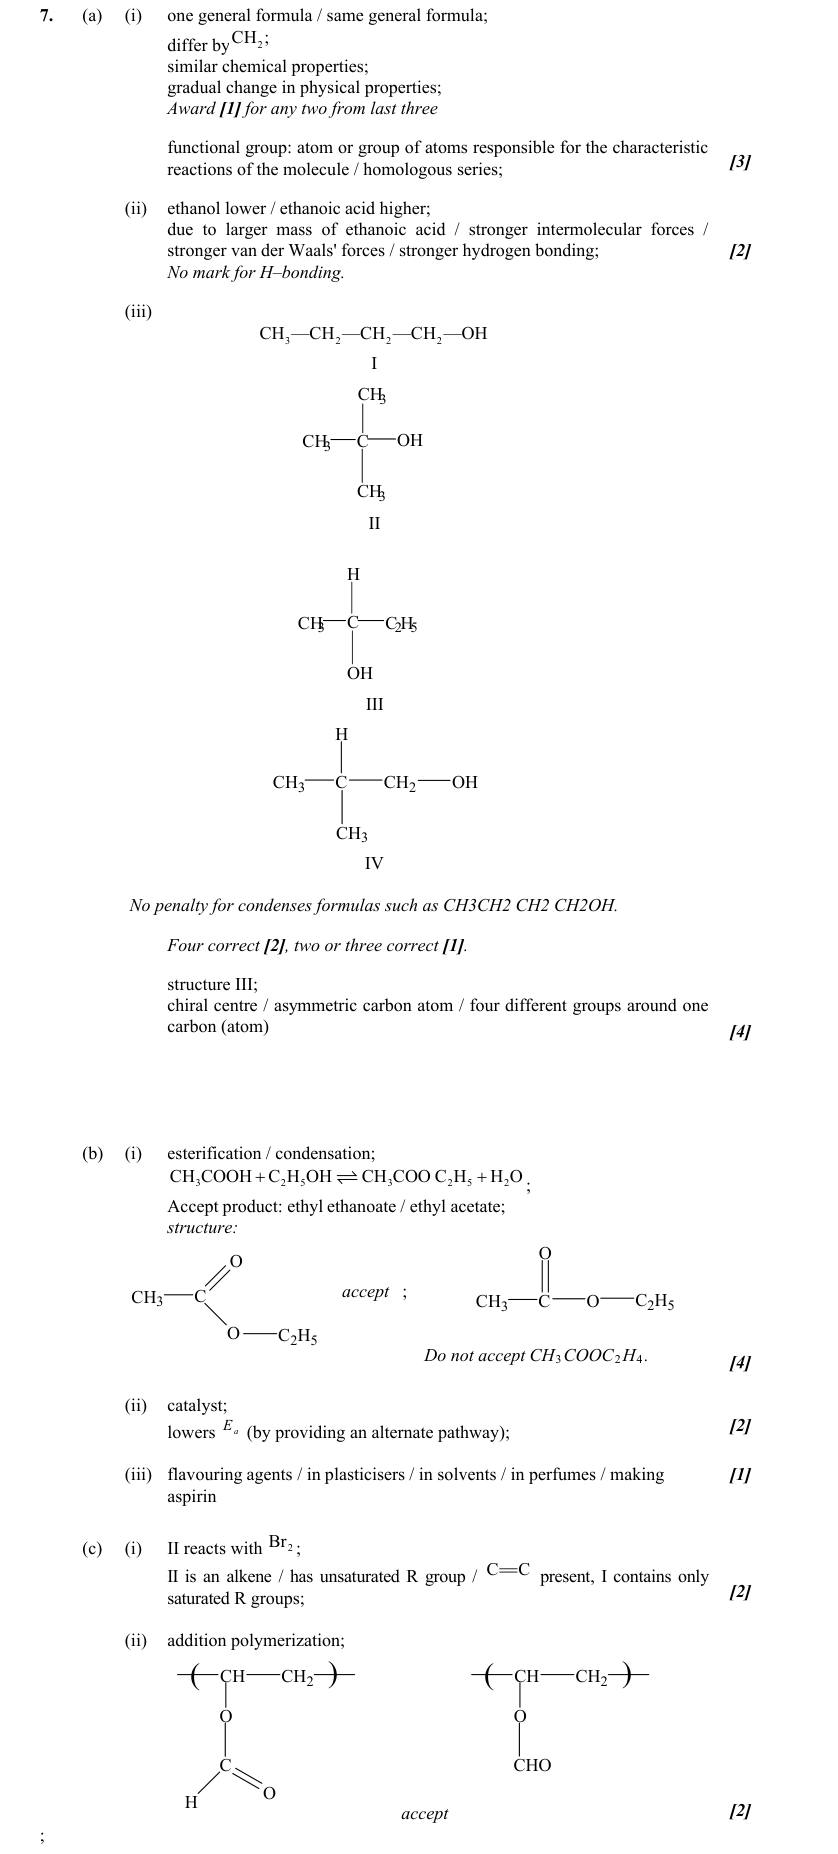 7. (a) (i) one general formula / same general formula;
differ by CH₂;
similar chemical properties;
gradual change in physical properties;
Award [1] for any two from last three
functional group: atom or group of atoms responsible for the characteristic
reactions of the molecule / homologous series; [3]
(ii) ethanol lower / ethanoic acid higher;
due to larger mass of ethanoic acid / stronger intermolecular forces /
stronger van der Waals' forces / stronger hydrogen bonding; [2]
No mark for H–bonding.
(iii)
CH₃—CH₂—CH₂—CH₂—OH
I
CH₃
CH₃—C—OH
CH₃
II
H
CH₃—C—C₂H₅
OH
III
H
CH₃—C—CH₂—OH
CH₃
IV
No penalty for condenses formulas such as CH3CH2 CH2 CH2OH.
Four correct [2], two or three correct [1].
structure III;
chiral centre / asymmetric carbon atom / four different groups around one
carbon (atom) [4]
(b) (i) esterification / condensation;
CH₃COOH + C₂H₅OH ⇌ CH₃COO C₂H₅ + H₂O ;
Accept product: ethyl ethanoate / ethyl acetate;
structure:
O O
CH₃—C accept ; CH₃—C—O—C₂H₅
O—C₂H₅
Do not accept CH₃COOC₂H₄. [4]
(ii) catalyst;
lowers Eₐ (by providing an alternate pathway); [2]
(iii) flavouring agents / in plasticisers / in solvents / in perfumes / making [1]
aspirin
(c) (i) II reacts with Br₂;
II is an alkene / has unsaturated R group / C=C present, I contains only
saturated R groups; [2]
(ii) addition polymerization;
—(—CH—CH₂—)— —(—CH—CH₂—)—
O O
C CHO
H O
accept [2]
;